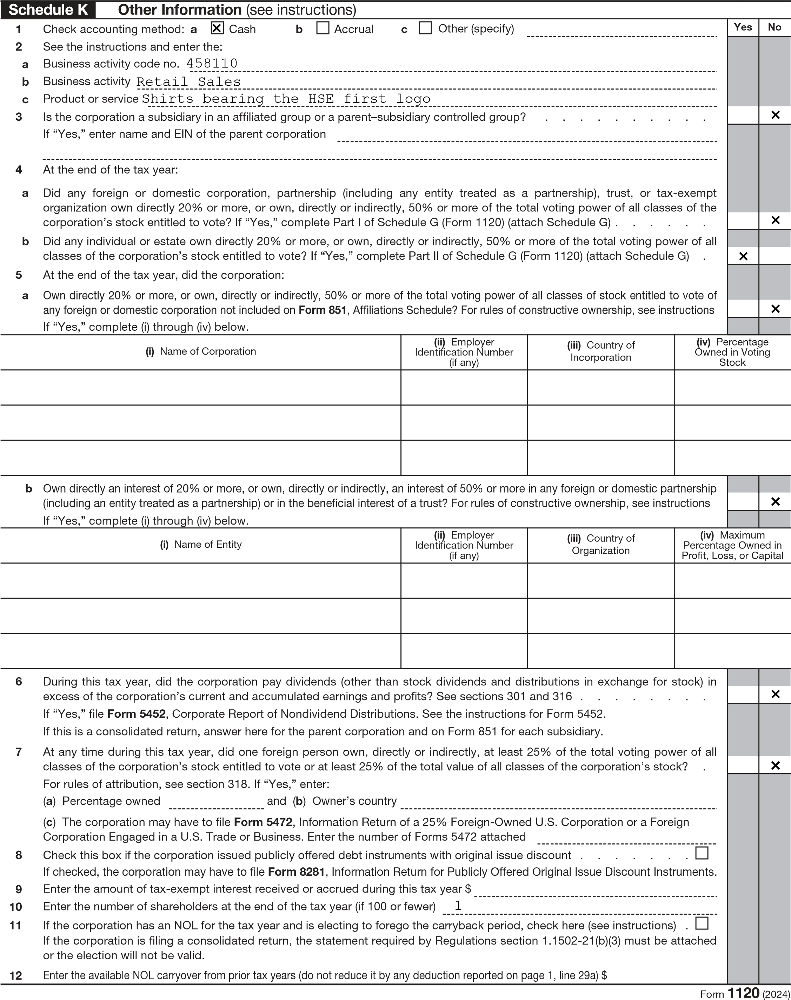 Schedule K Other Information (see instructions)
1 Check accounting method: a ☒ Cash b ☐ Accrual c ☐ Other (specify) Yes No
2 See the instructions and enter the:
a Business activity code no. 458110
b Business activity Retail Sales
c Product or service Shirts bearing the HSE first logo
3 Is the corporation a subsidiary in an affiliated group or a parent–subsidiary controlled group? . . . . . . . . . . ✕
If “Yes,” enter name and EIN of the parent corporation
4 At the end of the tax year:
a Did any foreign or domestic corporation, partnership (including any entity treated as a partnership), trust, or tax-exempt
organization own directly 20% or more, or own, directly or indirectly, 50% or more of the total voting power of all classes of the
corporation’s stock entitled to vote? If “Yes,” complete Part I of Schedule G (Form 1120) (attach Schedule G) . . . . . . ✕
b Did any individual or estate own directly 20% or more, or own, directly or indirectly, 50% or more of the total voting power of all
classes of the corporation’s stock entitled to vote? If “Yes,” complete Part II of Schedule G (Form 1120) (attach Schedule G) . ✕
5 At the end of the tax year, did the corporation:
a Own directly 20% or more, or own, directly or indirectly, 50% or more of the total voting power of all classes of stock entitled to vote of
any foreign or domestic corporation not included on Form 851, Affiliations Schedule? For rules of constructive ownership, see instructions ✕
If “Yes,” complete (i) through (iv) below.
(i) Name of Corporation
(ii) Employer
Identification Number
(if any)
(iii) Country of
Incorporation
(iv) Percentage
Owned in Voting
Stock
b Own directly an interest of 20% or more, or own, directly or indirectly, an interest of 50% or more in any foreign or domestic partnership
(including an entity treated as a partnership) or in the beneficial interest of a trust? For rules of constructive ownership, see instructions ✕
If “Yes,” complete (i) through (iv) below.
(i) Name of Entity
(ii) Employer
Identification Number
(if any)
(iii) Country of
Organization
(iv) Maximum
Percentage Owned in
Profit, Loss, or Capital
6 During this tax year, did the corporation pay dividends (other than stock dividends and distributions in exchange for stock) in
excess of the corporation’s current and accumulated earnings and profits? See sections 301 and 316 . . . . . . . . ✕
If “Yes,” file Form 5452, Corporate Report of Nondividend Distributions. See the instructions for Form 5452.
If this is a consolidated return, answer here for the parent corporation and on Form 851 for each subsidiary.
7 At any time during this tax year, did one foreign person own, directly or indirectly, at least 25% of the total voting power of all
classes of the corporation’s stock entitled to vote or at least 25% of the total value of all classes of the corporation’s stock? . ✕
For rules of attribution, see section 318. If “Yes,” enter:
(a) Percentage owned and (b) Owner’s country
(c) The corporation may have to file Form 5472, Information Return of a 25% Foreign-Owned U.S. Corporation or a Foreign
Corporation Engaged in a U.S. Trade or Business. Enter the number of Forms 5472 attached
8 Check this box if the corporation issued publicly offered debt instruments with original issue discount . . . . . . . ☐
If checked, the corporation may have to file Form 8281, Information Return for Publicly Offered Original Issue Discount Instruments.
9 Enter the amount of tax-exempt interest received or accrued during this tax year $
10 Enter the number of shareholders at the end of the tax year (if 100 or fewer) 1
11 If the corporation has an NOL for the tax year and is electing to forego the carryback period, check here (see instructions) . ☐
If the corporation is filing a consolidated return, the statement required by Regulations section 1.1502-21(b)(3) must be attached
or the election will not be valid.
12 Enter the available NOL carryover from prior tax years (do not reduce it by any deduction reported on page 1, line 29a) $
Form 1120 (2024)